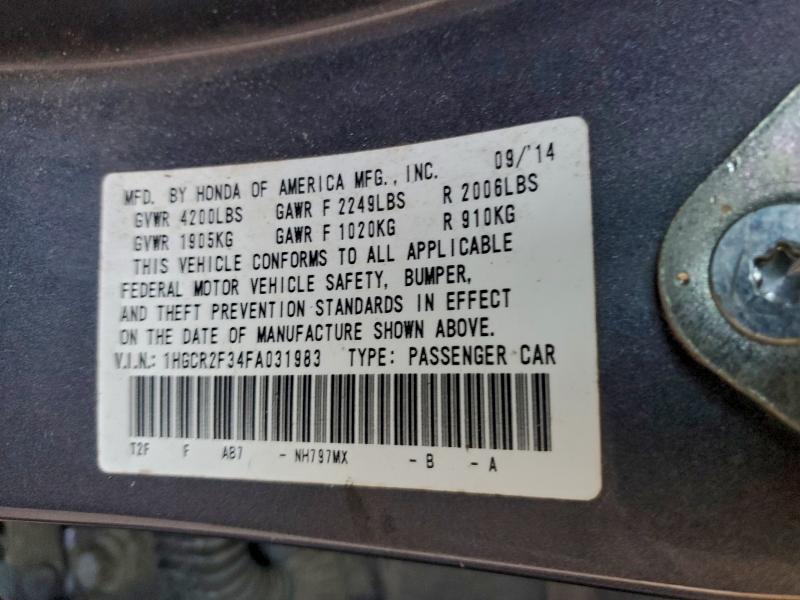 MFD. BY HONDA OF AMERICA MFG., INC. 09/'14
GVWR 4200LBS GAWR F 2249LBS R 2006LBS
GVWR 1905KG GAWR F 1020KG R 910KG
THIS VEHICLE CONFORMS TO ALL APPLICABLE
FEDERAL MOTOR VEHICLE SAFETY, BUMPER,
AND THEFT PREVENTION STANDARDS IN EFFECT
ON THE DATE OF MANUFACTURE SHOWN ABOVE.
V.I.N.: 1HGCR2F34FA031983 TYPE: PASSENGER CAR
T2F F AB7 - NH797MX - B - A